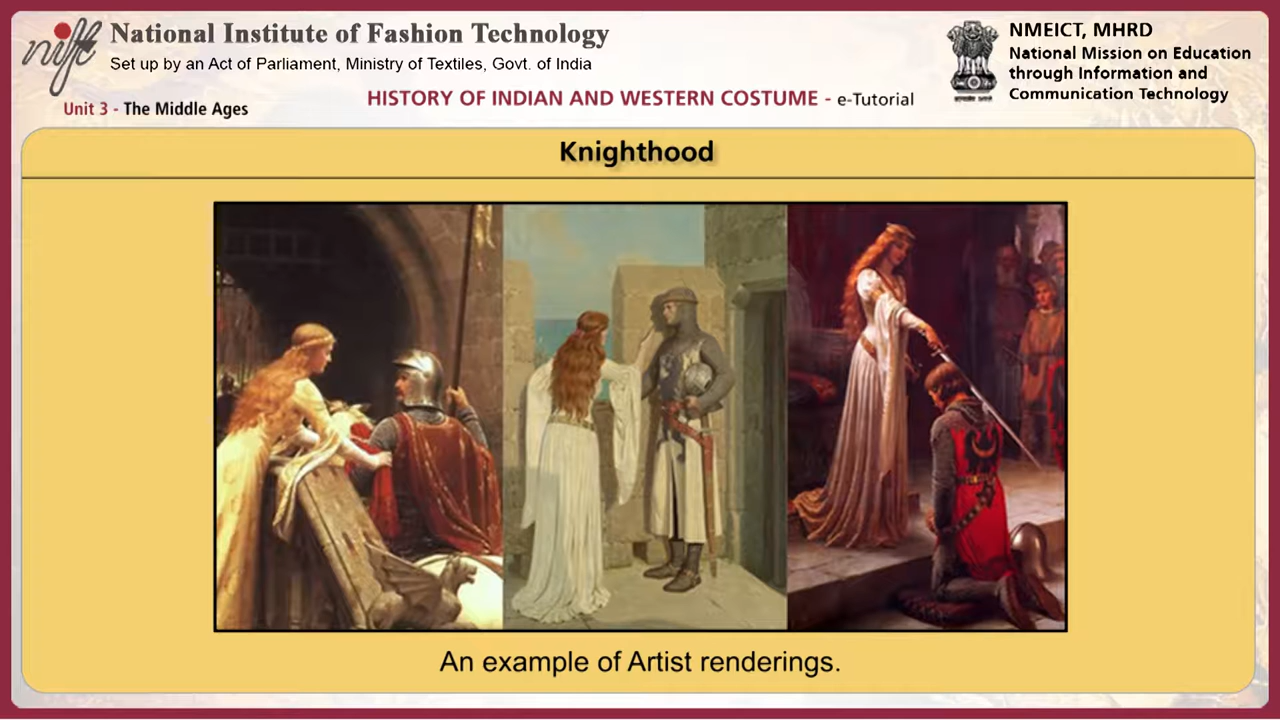 nift
National Institute of Fashion Technology
Set up by an Act of Parliament, Ministry of Textiles, Govt. of India
Unit 3 - The Middle Ages
HISTORY OF INDIAN AND WESTERN COSTUME - e-Tutorial
NMEICT, MHRD
National Mission on Education
through Information and
Communication Technology
Knighthood
An example of Artist renderings.